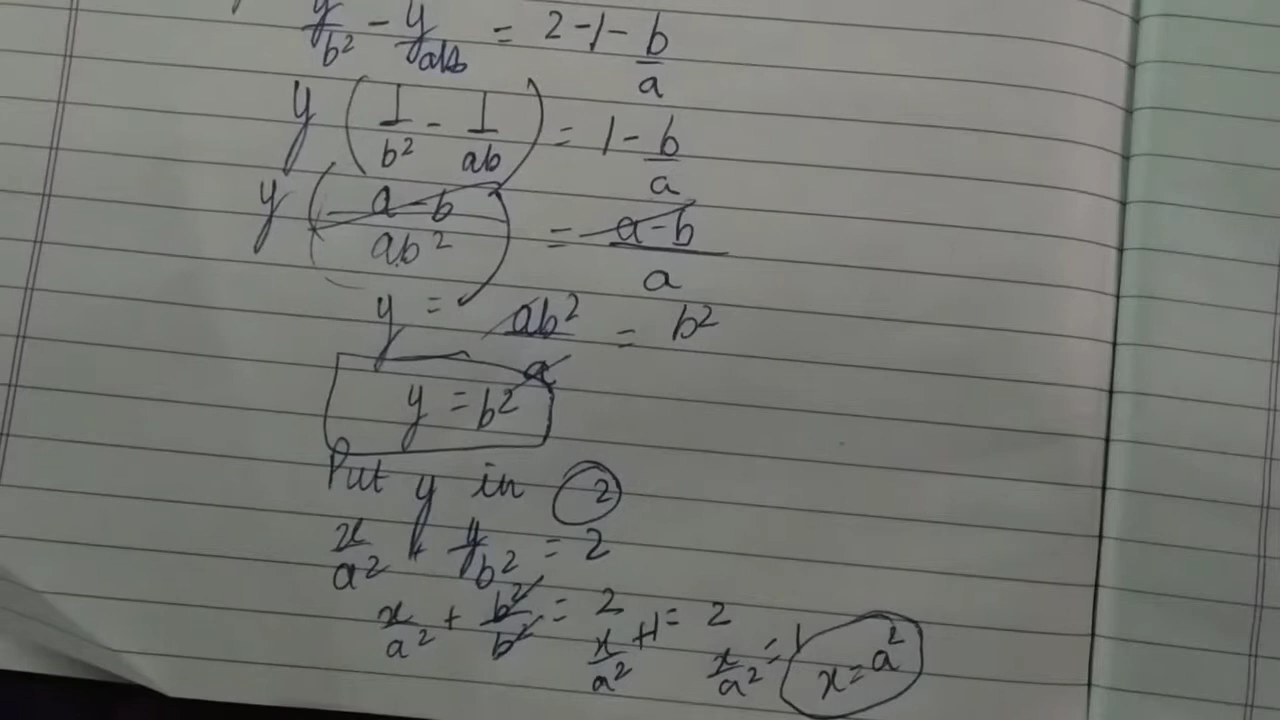 y/b² - y/ab = 2-1-b/a
y(1/b² - 1/ab) = 1-b/a
y(a-b/ab²) = a-b/a
y = ab²/a = b²
y = b²
Put y in ②
x/a² + y/b² = 2
x/a² + b²/b² = 2 x/a² +1 = 2 x/a² = 1 x = a²